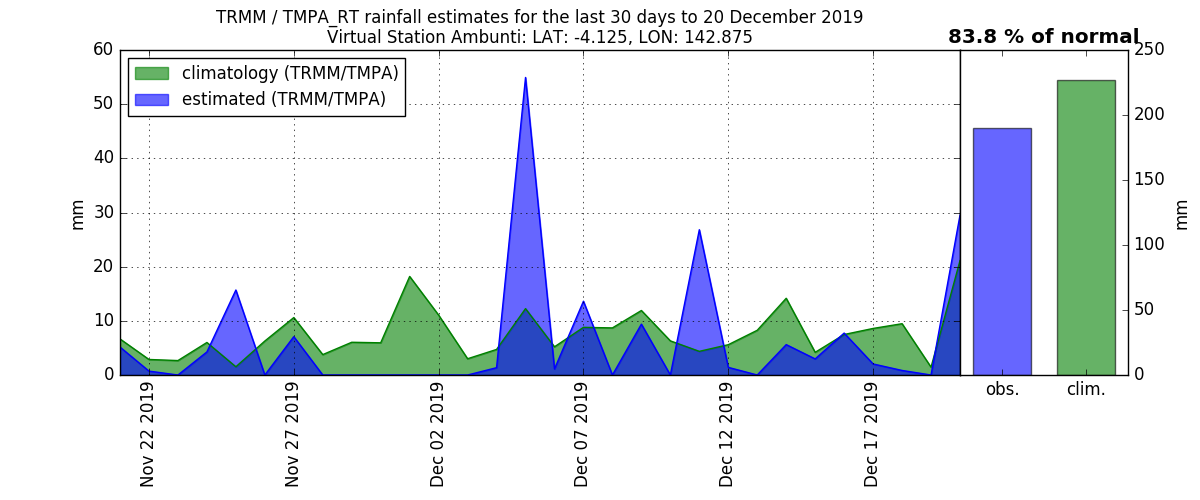 TRMM / TMPA_RT rainfall estimates for the last 30 days to 20 December 2019
Virtual Station Ambunti: LAT: -4.125, LON: 142.875
83.8 % of normal
climatology (TRMM/TMPA)
estimated (TRMM/TMPA)
60
50
40
30
20
10
0
mm
Nov 22 2019
Nov 27 2019
Dec 02 2019
Dec 07 2019
Dec 12 2019
Dec 17 2019
obs.
clim.
250
200
150
100
50
0
mm